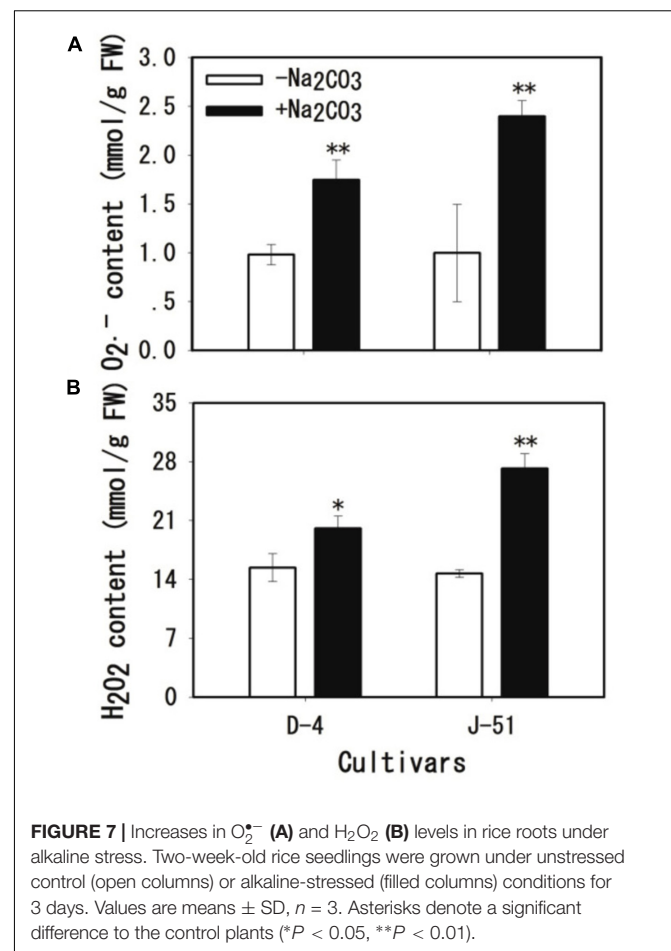 A
O2·− content (mmol/g FW)
3.0
2.5
2.0
1.5
1.0
.5
0.0
−Na2CO3
+Na2CO3
**
**
B
H2O2 content (mmol/g FW)
35
28
21
14
7
0
*
**
D-4
J-51
Cultivars
FIGURE 7 | Increases in O2•− (A) and H2O2 (B) levels in rice roots under
alkaline stress. Two-week-old rice seedlings were grown under unstressed
control (open columns) or alkaline-stressed (filled columns) conditions for
3 days. Values are means ± SD, n = 3. Asterisks denote a significant
difference to the control plants (*P < 0.05, **P < 0.01).